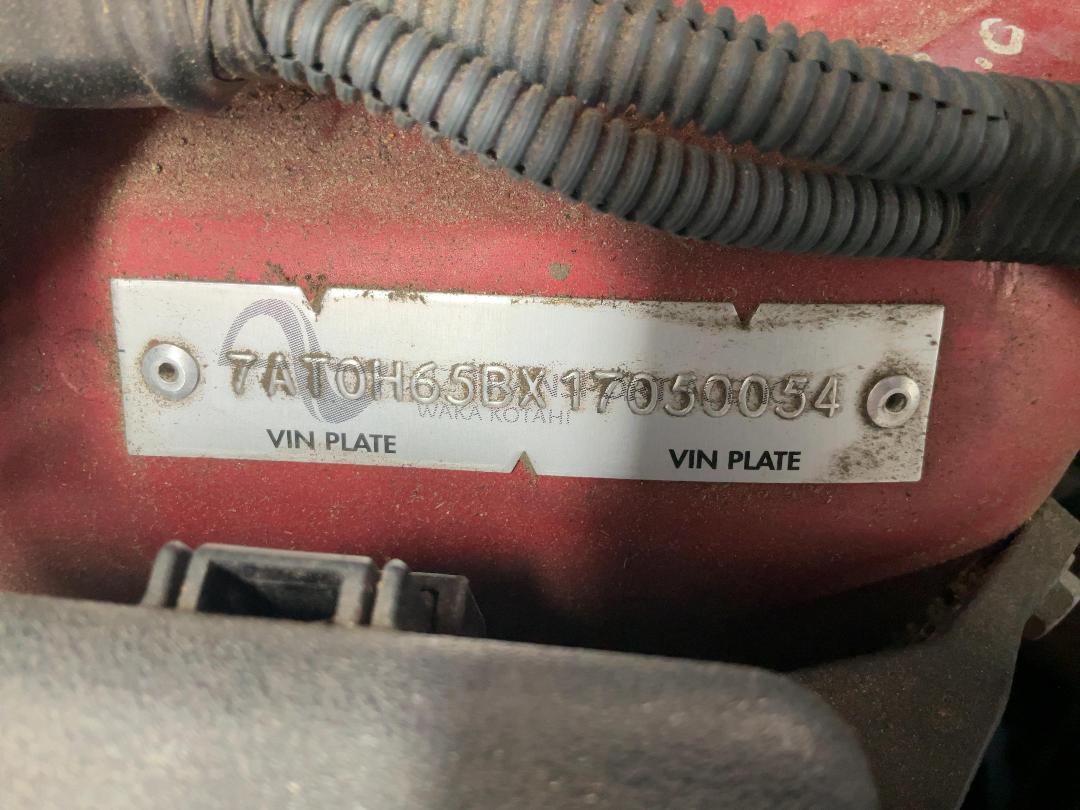 7AT0H65BX17050054
WAKA KOTAHI
VIN PLATE
VIN PLATE